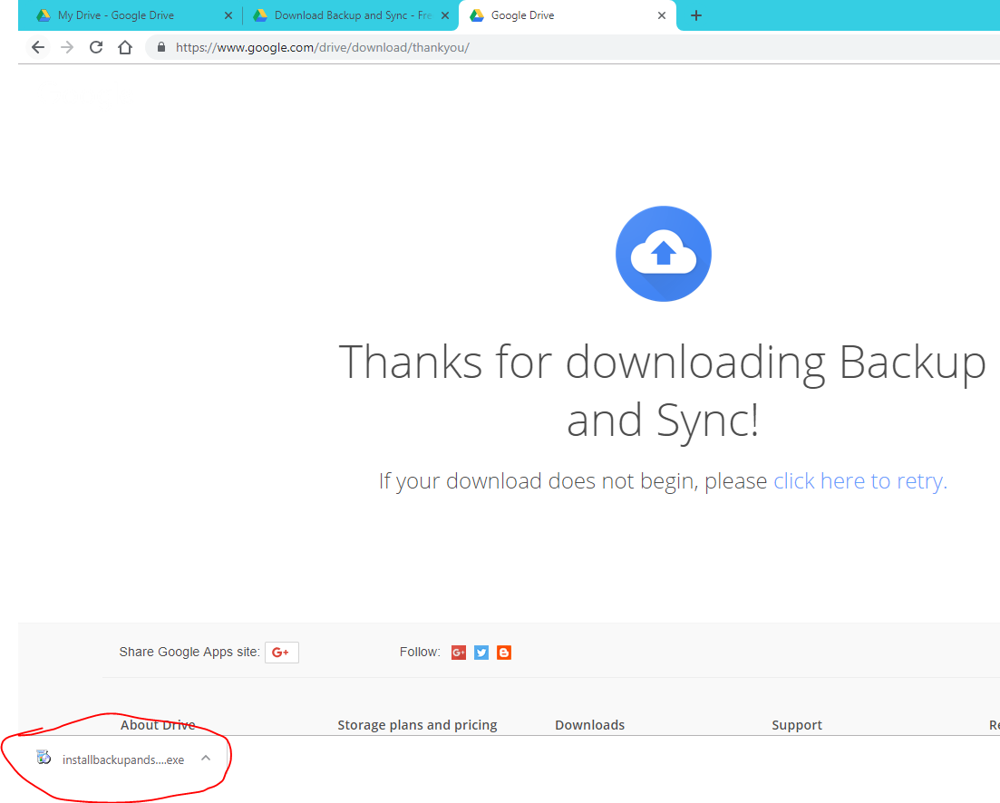 My Drive - Google Drive
Download Backup and Sync - Fre
Google Drive
https://www.google.com/drive/download/thankyou/
Thanks for downloading Backup
and Sync!
If your download does not begin, please click here to retry.
Share Google Apps site: G+
Follow: G+
About Drive
Storage plans and pricing
Downloads
Support
Re
installbackupands....exe